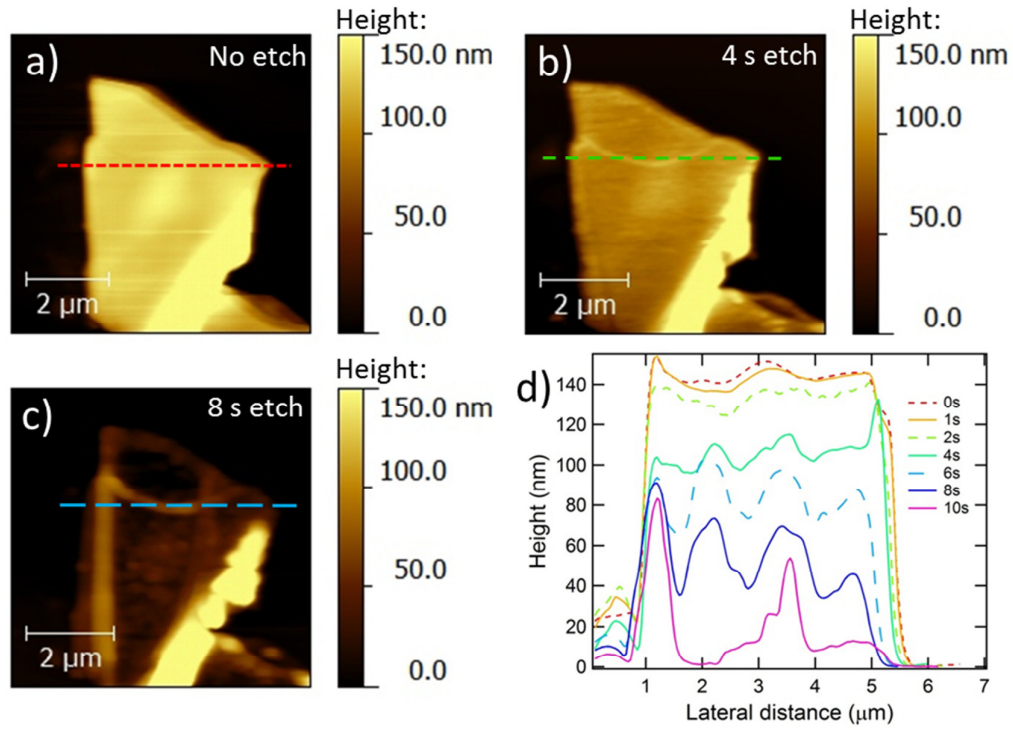 Height:
a)
No etch
150.0 nm
100.0
50.0
0.0
2 μm
Height:
b)
4 s etch
150.0 nm
100.0
50.0
0.0
2 μm
Height:
c)
8 s etch
150.0 nm
100.0
50.0
0.0
2 μm
d)
140
120
100
80
60
40
20
0
Height (nm)
0s
1s
2s
4s
6s
8s
10s
1 2 3 4 5 6 7
Lateral distance (μm)